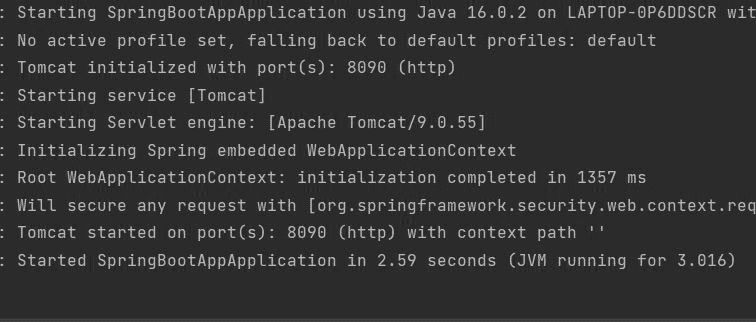 : Starting SpringBootAppApplication using Java 16.0.2 on LAPTOP-0P6DDSCR wit
: No active profile set, falling back to default profiles: default
: Tomcat initialized with port(s): 8090 (http)
: Starting service [Tomcat]
: Starting Servlet engine: [Apache Tomcat/9.0.55]
: Initializing Spring embedded WebApplicationContext
: Root WebApplicationContext: initialization completed in 1357 ms
: Will secure any request with [org.springframework.security.web.context.req
: Tomcat started on port(s): 8090 (http) with context path ''
: Started SpringBootAppApplication in 2.59 seconds (JVM running for 3.016)